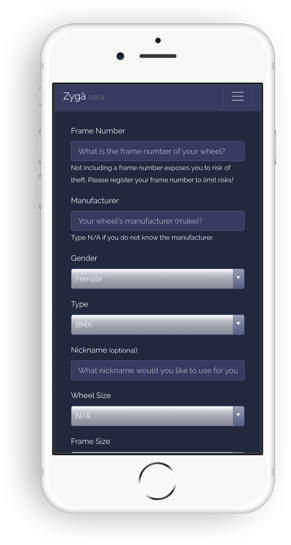 Zygā beta
Frame Number
What is the frame number of your wheel?
Not including a frame number exposes you to risk of
theft. Please register your frame number to limit risks!
Manufacturer
Your wheel's manufacturer (make)?
Type N/A if you do not know the manufacturer.
Gender
Female
Type
BMX
Nickname (optional)
What nickname would you like to use for you
Wheel Size
N/A
Frame Size